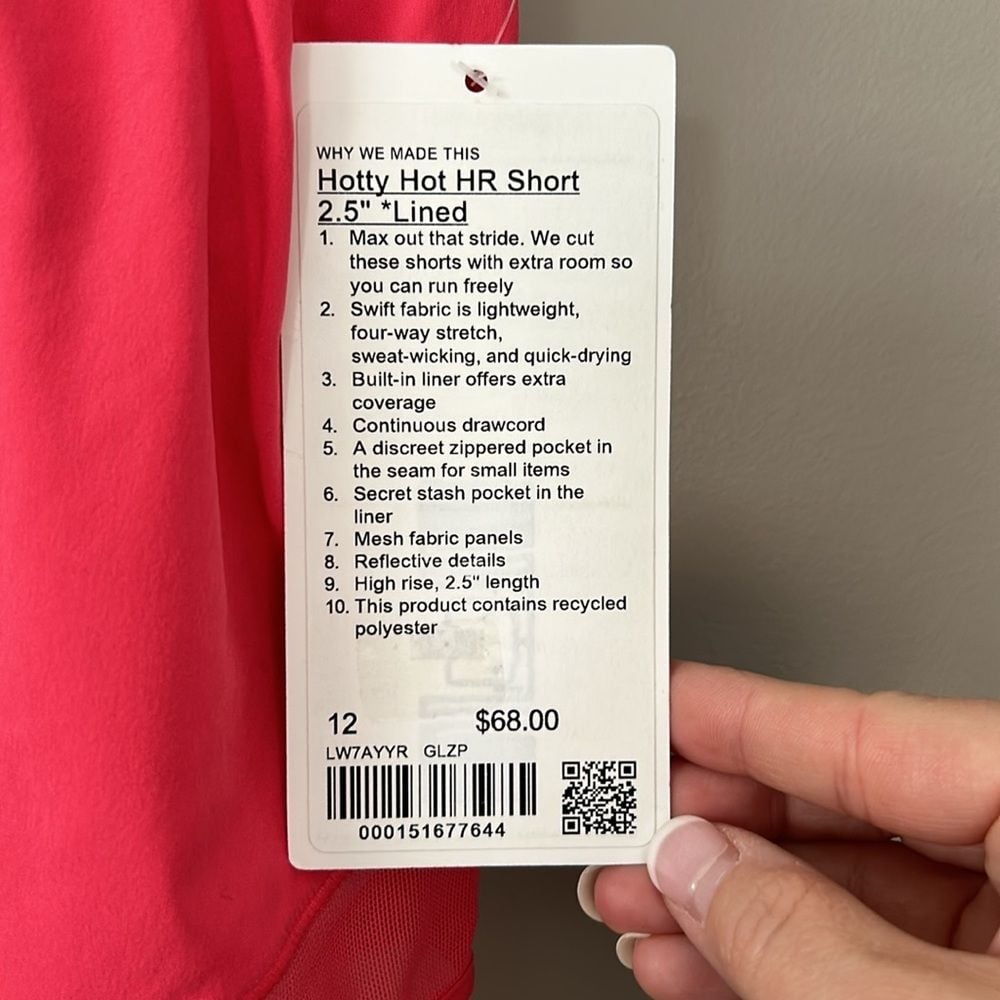 WHY WE MADE THIS
Hotty Hot HR Short
2.5" *Lined
1. Max out that stride. We cut
these shorts with extra room so
you can run freely
2. Swift fabric is lightweight,
four-way stretch,
sweat-wicking, and quick-drying
3. Built-in liner offers extra
coverage
4. Continuous drawcord
5. A discreet zippered pocket in
the seam for small items
6. Secret stash pocket in the
liner
7. Mesh fabric panels
8. Reflective details
9. High rise, 2.5" length
10. This product contains recycled
polyester
12 $68.00
LW7AYYR GLZP
000151677644